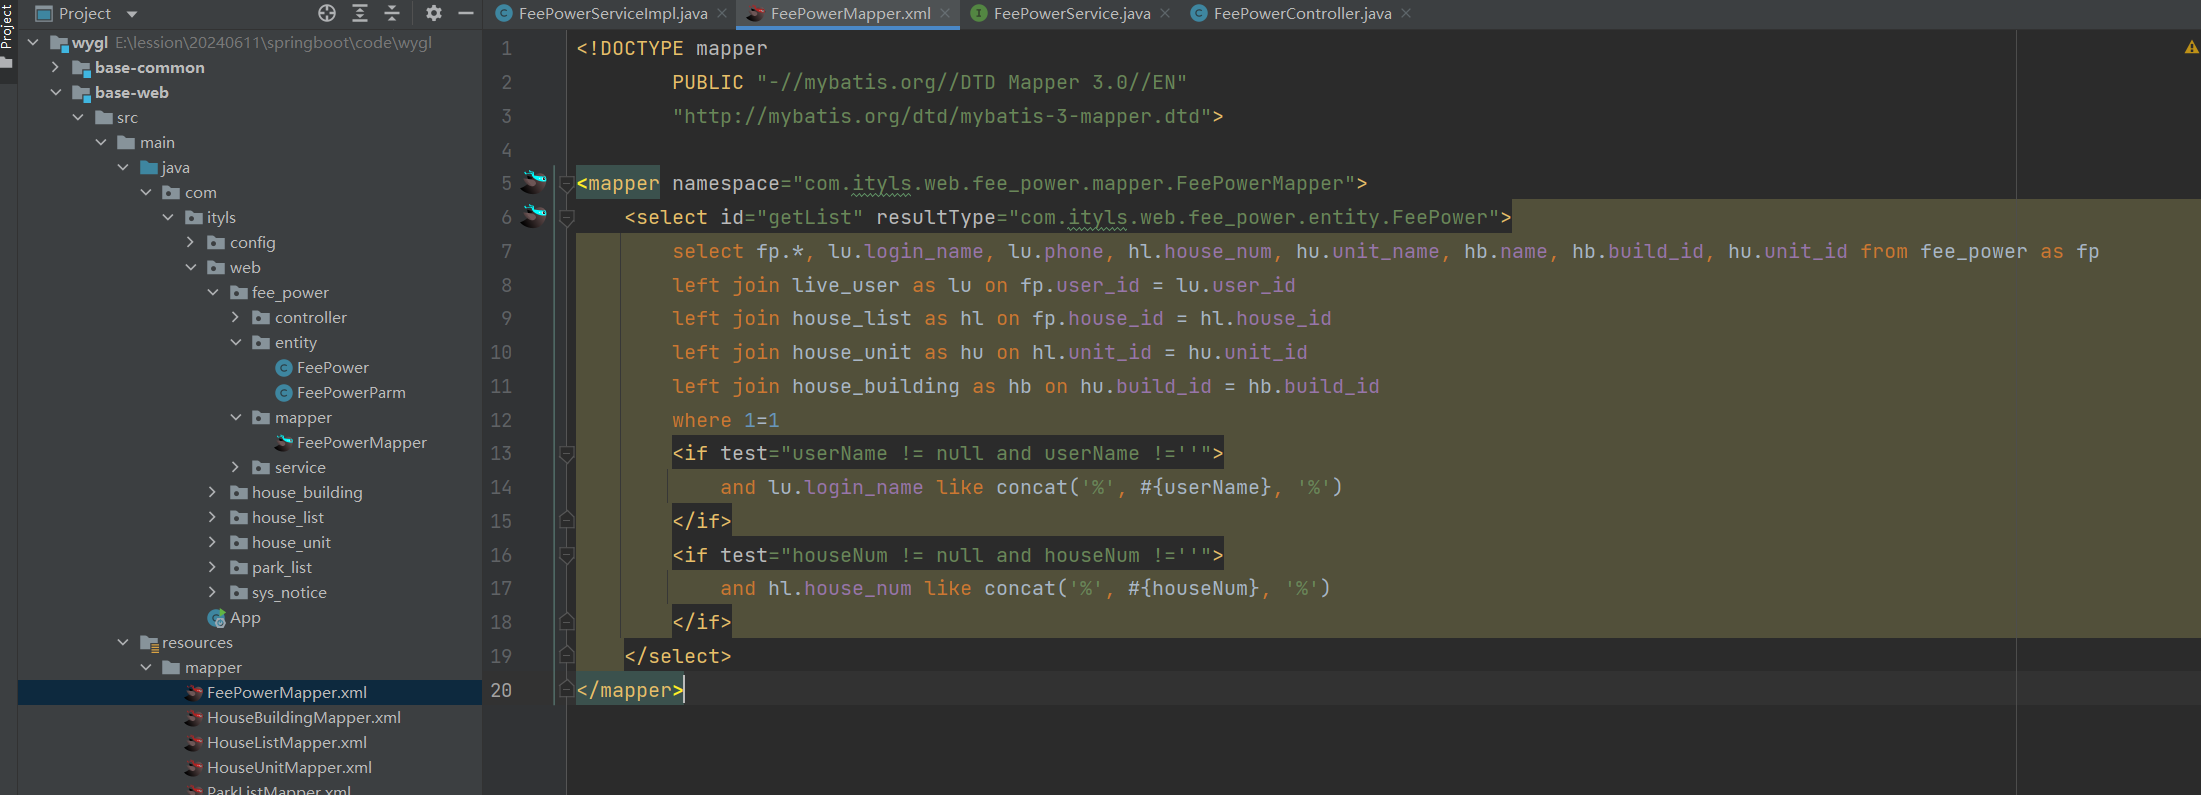 Project
Project
wygl E:\lession\20240611\springboot\code\wygl
base-common
base-web
src
main
java
com
ityls
config
web
fee_power
controller
entity
FeePower
FeePowerParm
mapper
FeePowerMapper
service
house_building
house_list
house_unit
park_list
sys_notice
App
resources
mapper
FeePowerMapper.xml
HouseBuildingMapper.xml
HouseListMapper.xml
HouseUnitMapper.xml
ParkListMapper.xml
FeePowerServiceImpl.java FeePowerMapper.xml FeePowerService.java FeePowerController.java
1 <!DOCTYPE mapper
2 PUBLIC "-//mybatis.org//DTD Mapper 3.0//EN"
3 "http://mybatis.org/dtd/mybatis-3-mapper.dtd">
4
5 <mapper namespace="com.ityls.web.fee_power.mapper.FeePowerMapper">
6 <select id="getList" resultType="com.ityls.web.fee_power.entity.FeePower">
7 select fp.*, lu.login_name, lu.phone, hl.house_num, hu.unit_name, hb.name, hb.build_id, hu.unit_id from fee_power as fp
8 left join live_user as lu on fp.user_id = lu.user_id
9 left join house_list as hl on fp.house_id = hl.house_id
10 left join house_unit as hu on hl.unit_id = hu.unit_id
11 left join house_building as hb on hu.build_id = hb.build_id
12 where 1=1
13 <if test="userName != null and userName !=''">
14 and lu.login_name like concat('%', #{userName}, '%')
15 </if>
16 <if test="houseNum != null and houseNum !=''">
17 and hl.house_num like concat('%', #{houseNum}, '%')
18 </if>
19 </select>
20 </mapper>